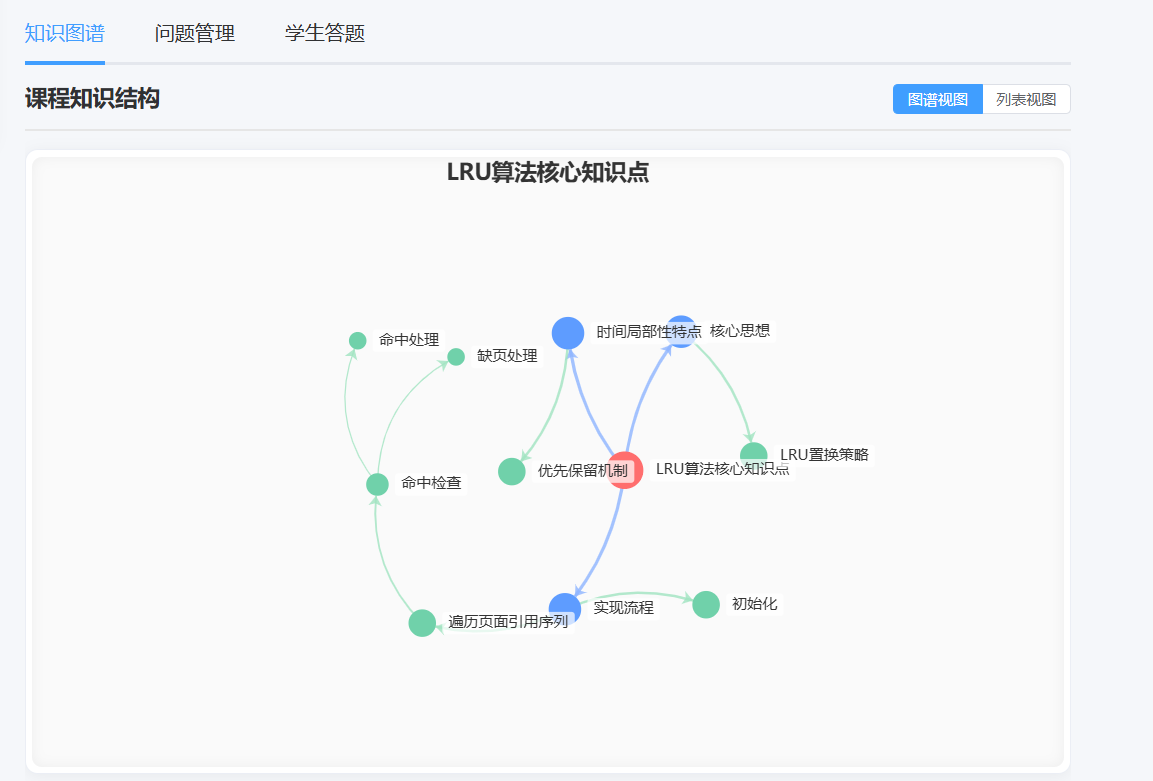 知识图谱
问题管理
学生答题
课程知识结构
图谱视图
列表视图
LRU算法核心知识点
时间局部性特点
核心思想
命中处理
缺页处理
LRU置换策略
优先保留机制
LRU算法核心知识点
命中检查
初始化
实现流程
遍历页面引用序列